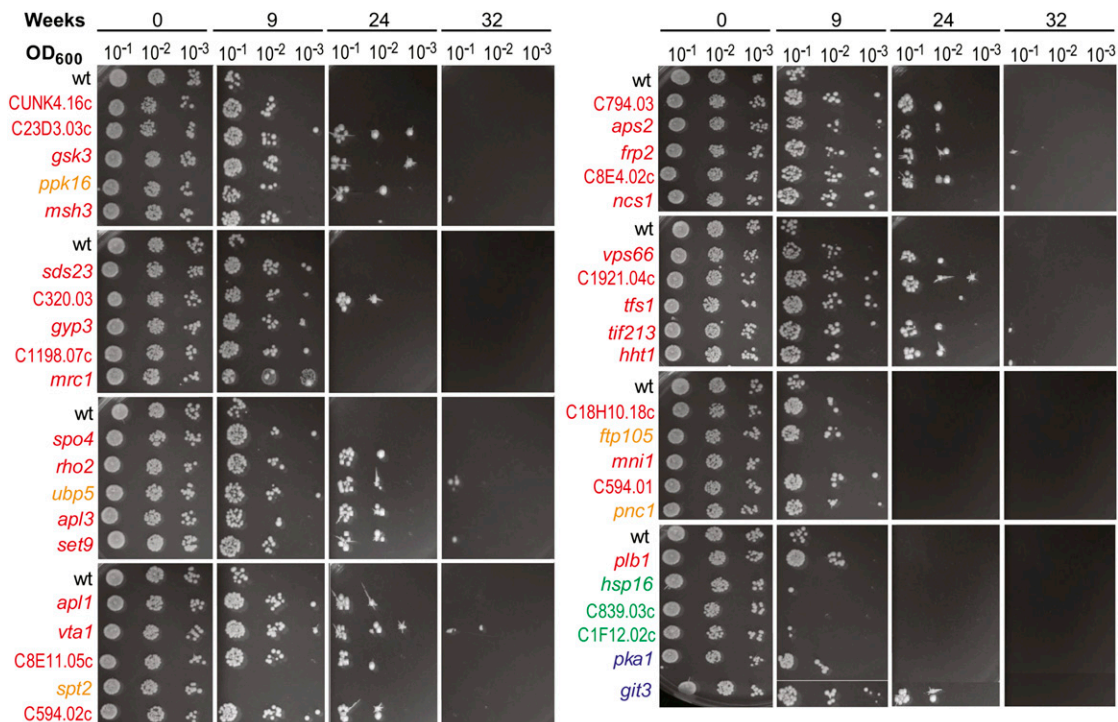 Weeks 0 9 24 32
OD600 10-1 10-2 10-3 10-1 10-2 10-3 10-1 10-2 10-3 10-1 10-2 10-3
wt
CUNK4.16c
C23D3.03c
gsk3
ppk16
msh3
wt
sds23
C320.03
gyp3
C1198.07c
mrc1
wt
spo4
rho2
ubp5
apl3
set9
wt
apl1
vta1
C8E11.05c
spt2
C594.02c
0 9 24 32
10-1 10-2 10-3 10-1 10-2 10-3 10-1 10-2 10-3 10-1 10-2 10-3
wt
C794.03
aps2
frp2
C8E4.02c
ncs1
wt
vps66
C1921.04c
tfs1
tif213
hht1
wt
C18H10.18c
ftp105
mni1
C594.01
pnc1
wt
plb1
hsp16
C839.03c
C1F12.02c
pka1
git3